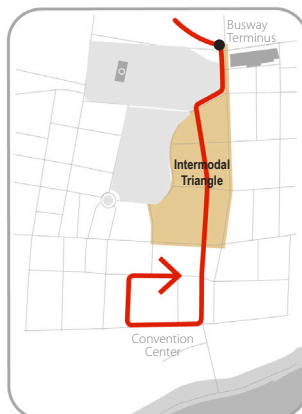 Busway
Terminus
Intermodal
Triangle
Convention
Center